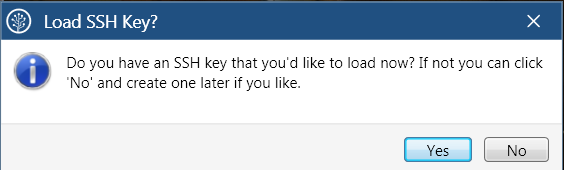 Load SSH Key?
Do you have an SSH key that you'd like to load now? If not you can click
'No' and create one later if you like.
Yes
No